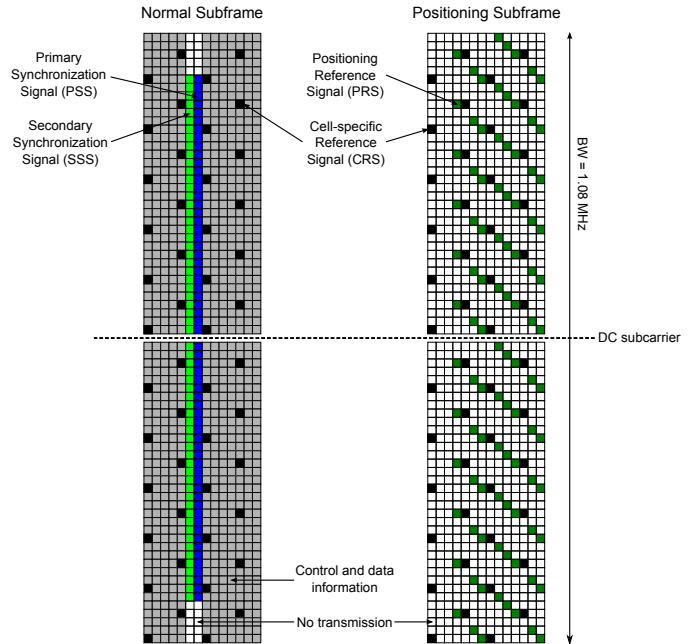 Normal Subframe
Positioning Subframe
Primary
Synchronization
Signal (PSS)
Secondary
Synchronization
Signal (SSS)
Positioning
Reference
Signal (PRS)
Cell-specific
Reference
Signal (CRS)
BW = 1.08 MHz
DC subcarrier
Control and data
information
No transmission